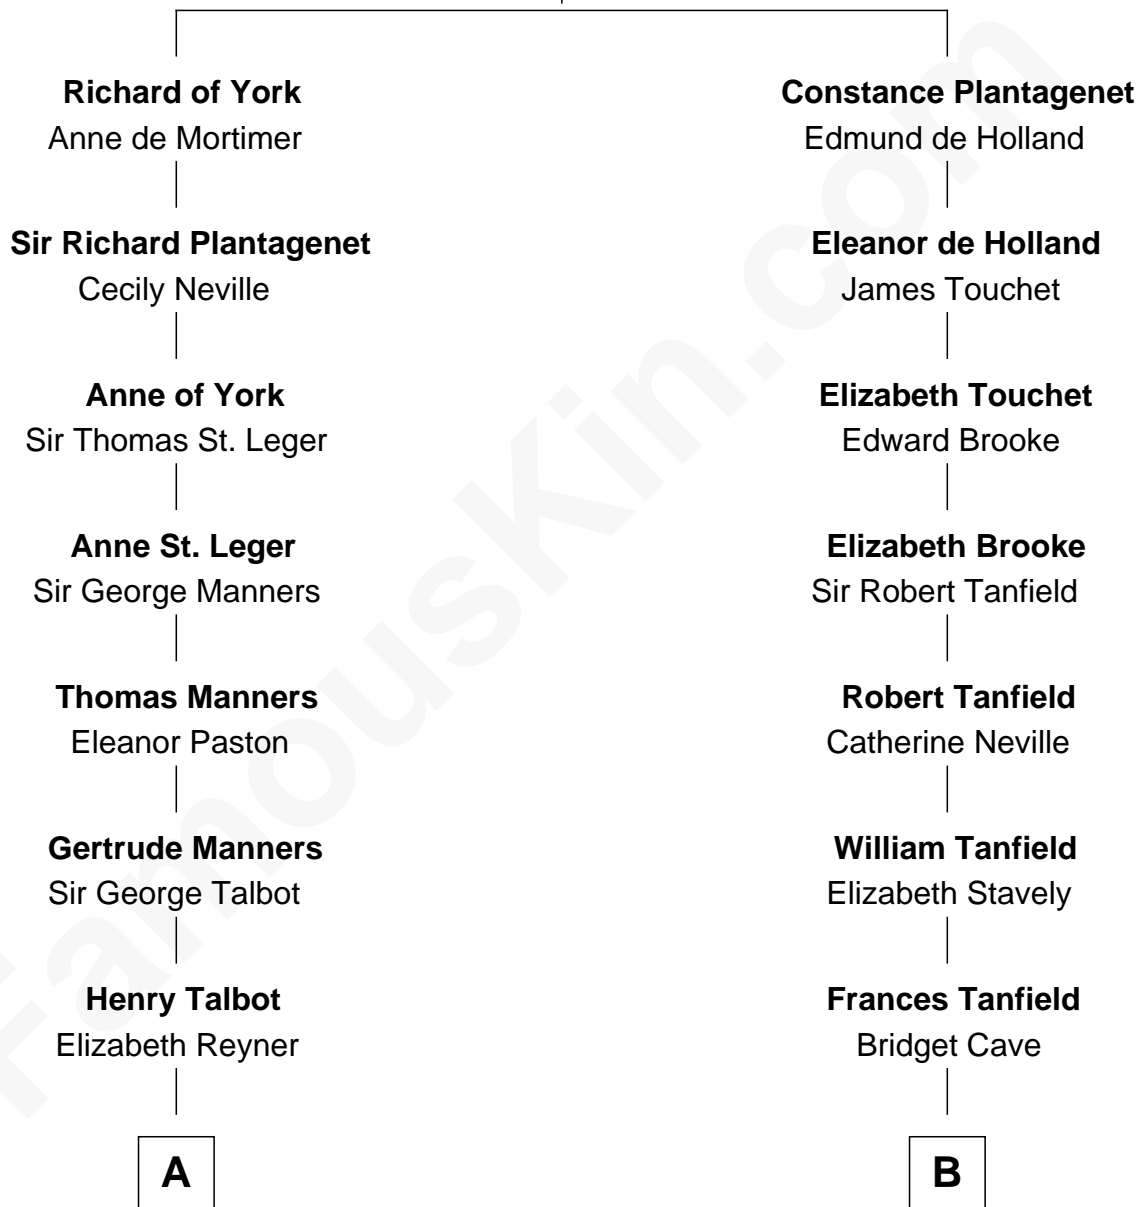 Richard of York
Anne de Mortimer
Sir Richard Plantagenet
Cecily Neville
Anne of York
Sir Thomas St. Leger
Anne St. Leger
Sir George Manners
Thomas Manners
Eleanor Paston
Gertrude Manners
Sir George Talbot
Henry Talbot
Elizabeth Reyner
A
Constance Plantagenet
Edmund de Holland
Eleanor de Holland
James Touchet
Elizabeth Touchet
Edward Brooke
Elizabeth Brooke
Sir Robert Tanfield
Robert Tanfield
Catherine Neville
William Tanfield
Elizabeth Stavely
Frances Tanfield
Bridget Cave
B
FamousKin.com